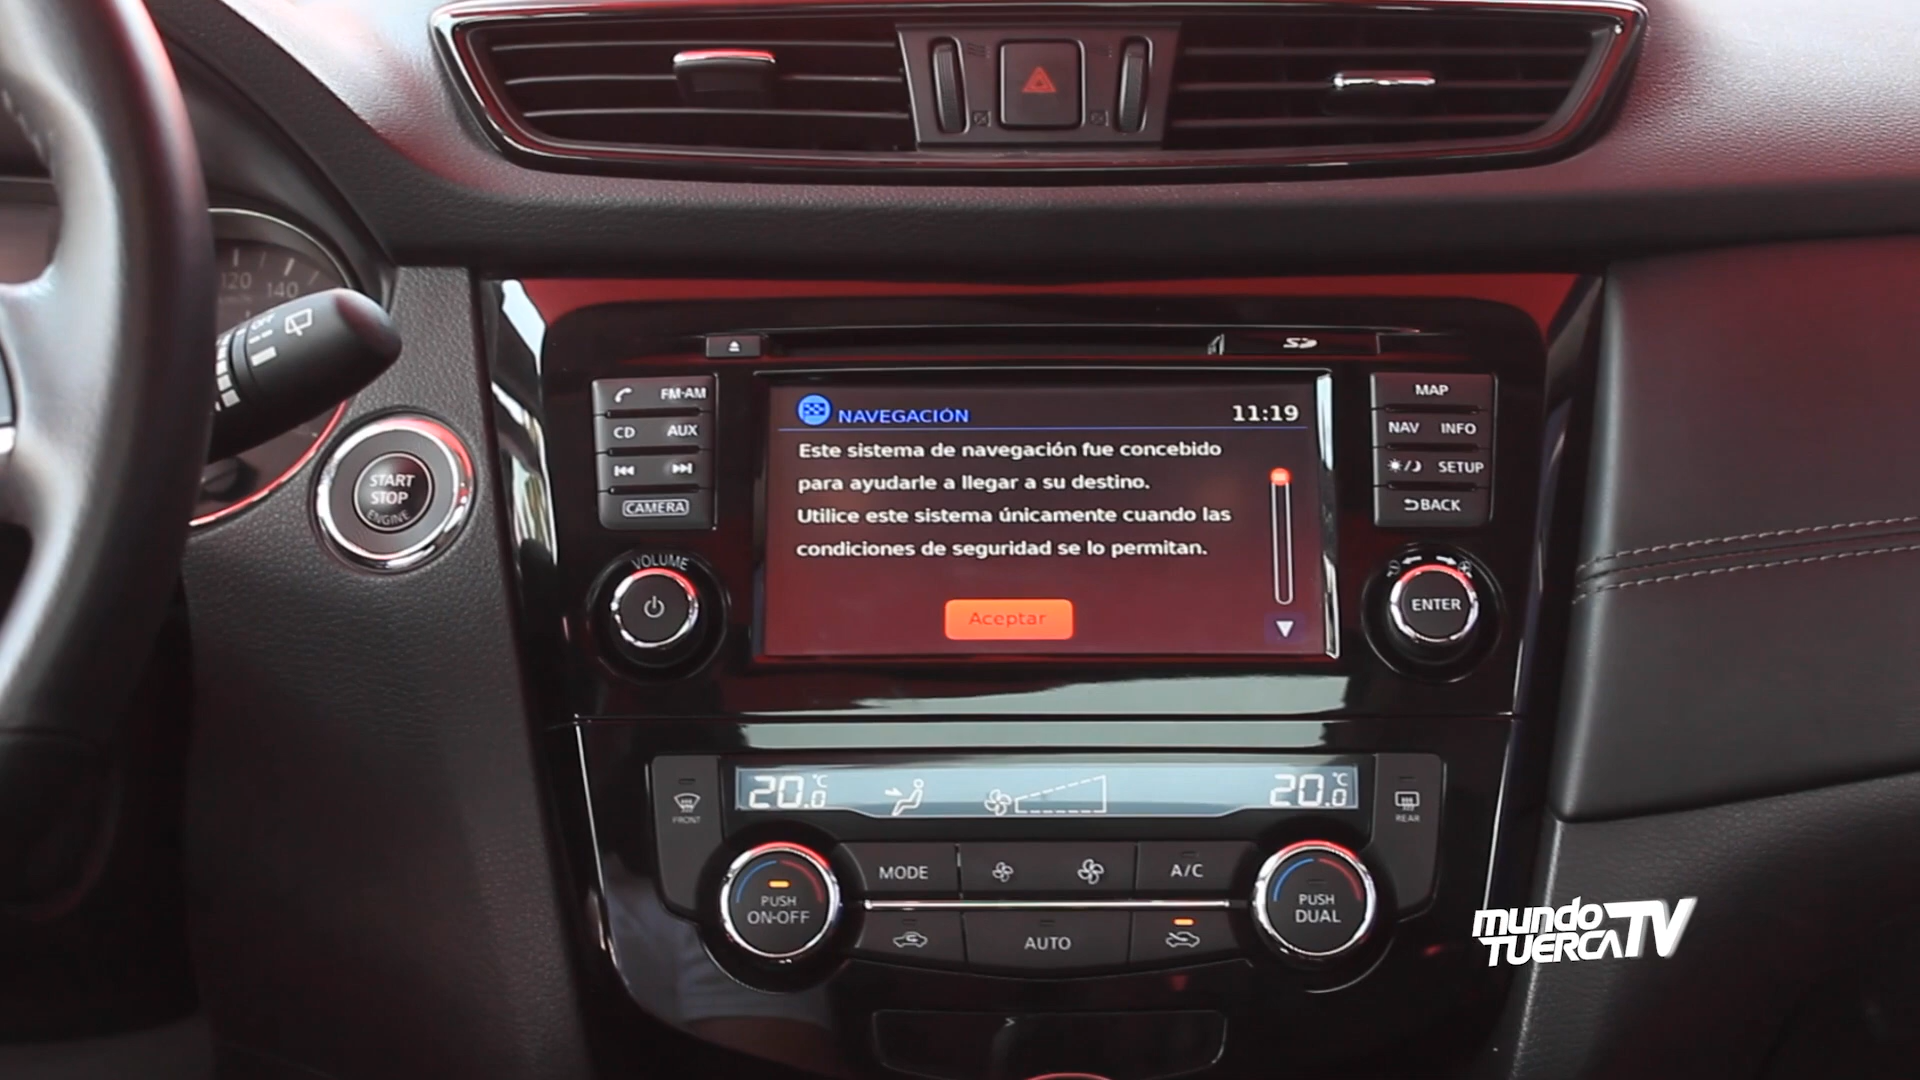 120
140
OFF
START
STOP
ENGINE
FM-AM
CD AUX
CAMERA
VOLUME
SD
NAVEGACIÓN 11:19
Este sistema de navegación fue concebido
para ayudarle a llegar a su destino.
Utilice este sistema únicamente cuando las
condiciones de seguridad se lo permitan.
Aceptar
MAP
NAV INFO
SETUP
BACK
ENTER
20.0 °C
20.0 °C
FRONT
REAR
PUSH
ON-OFF
MODE
A/C
AUTO
PUSH
DUAL
mundo
TUERCA TV